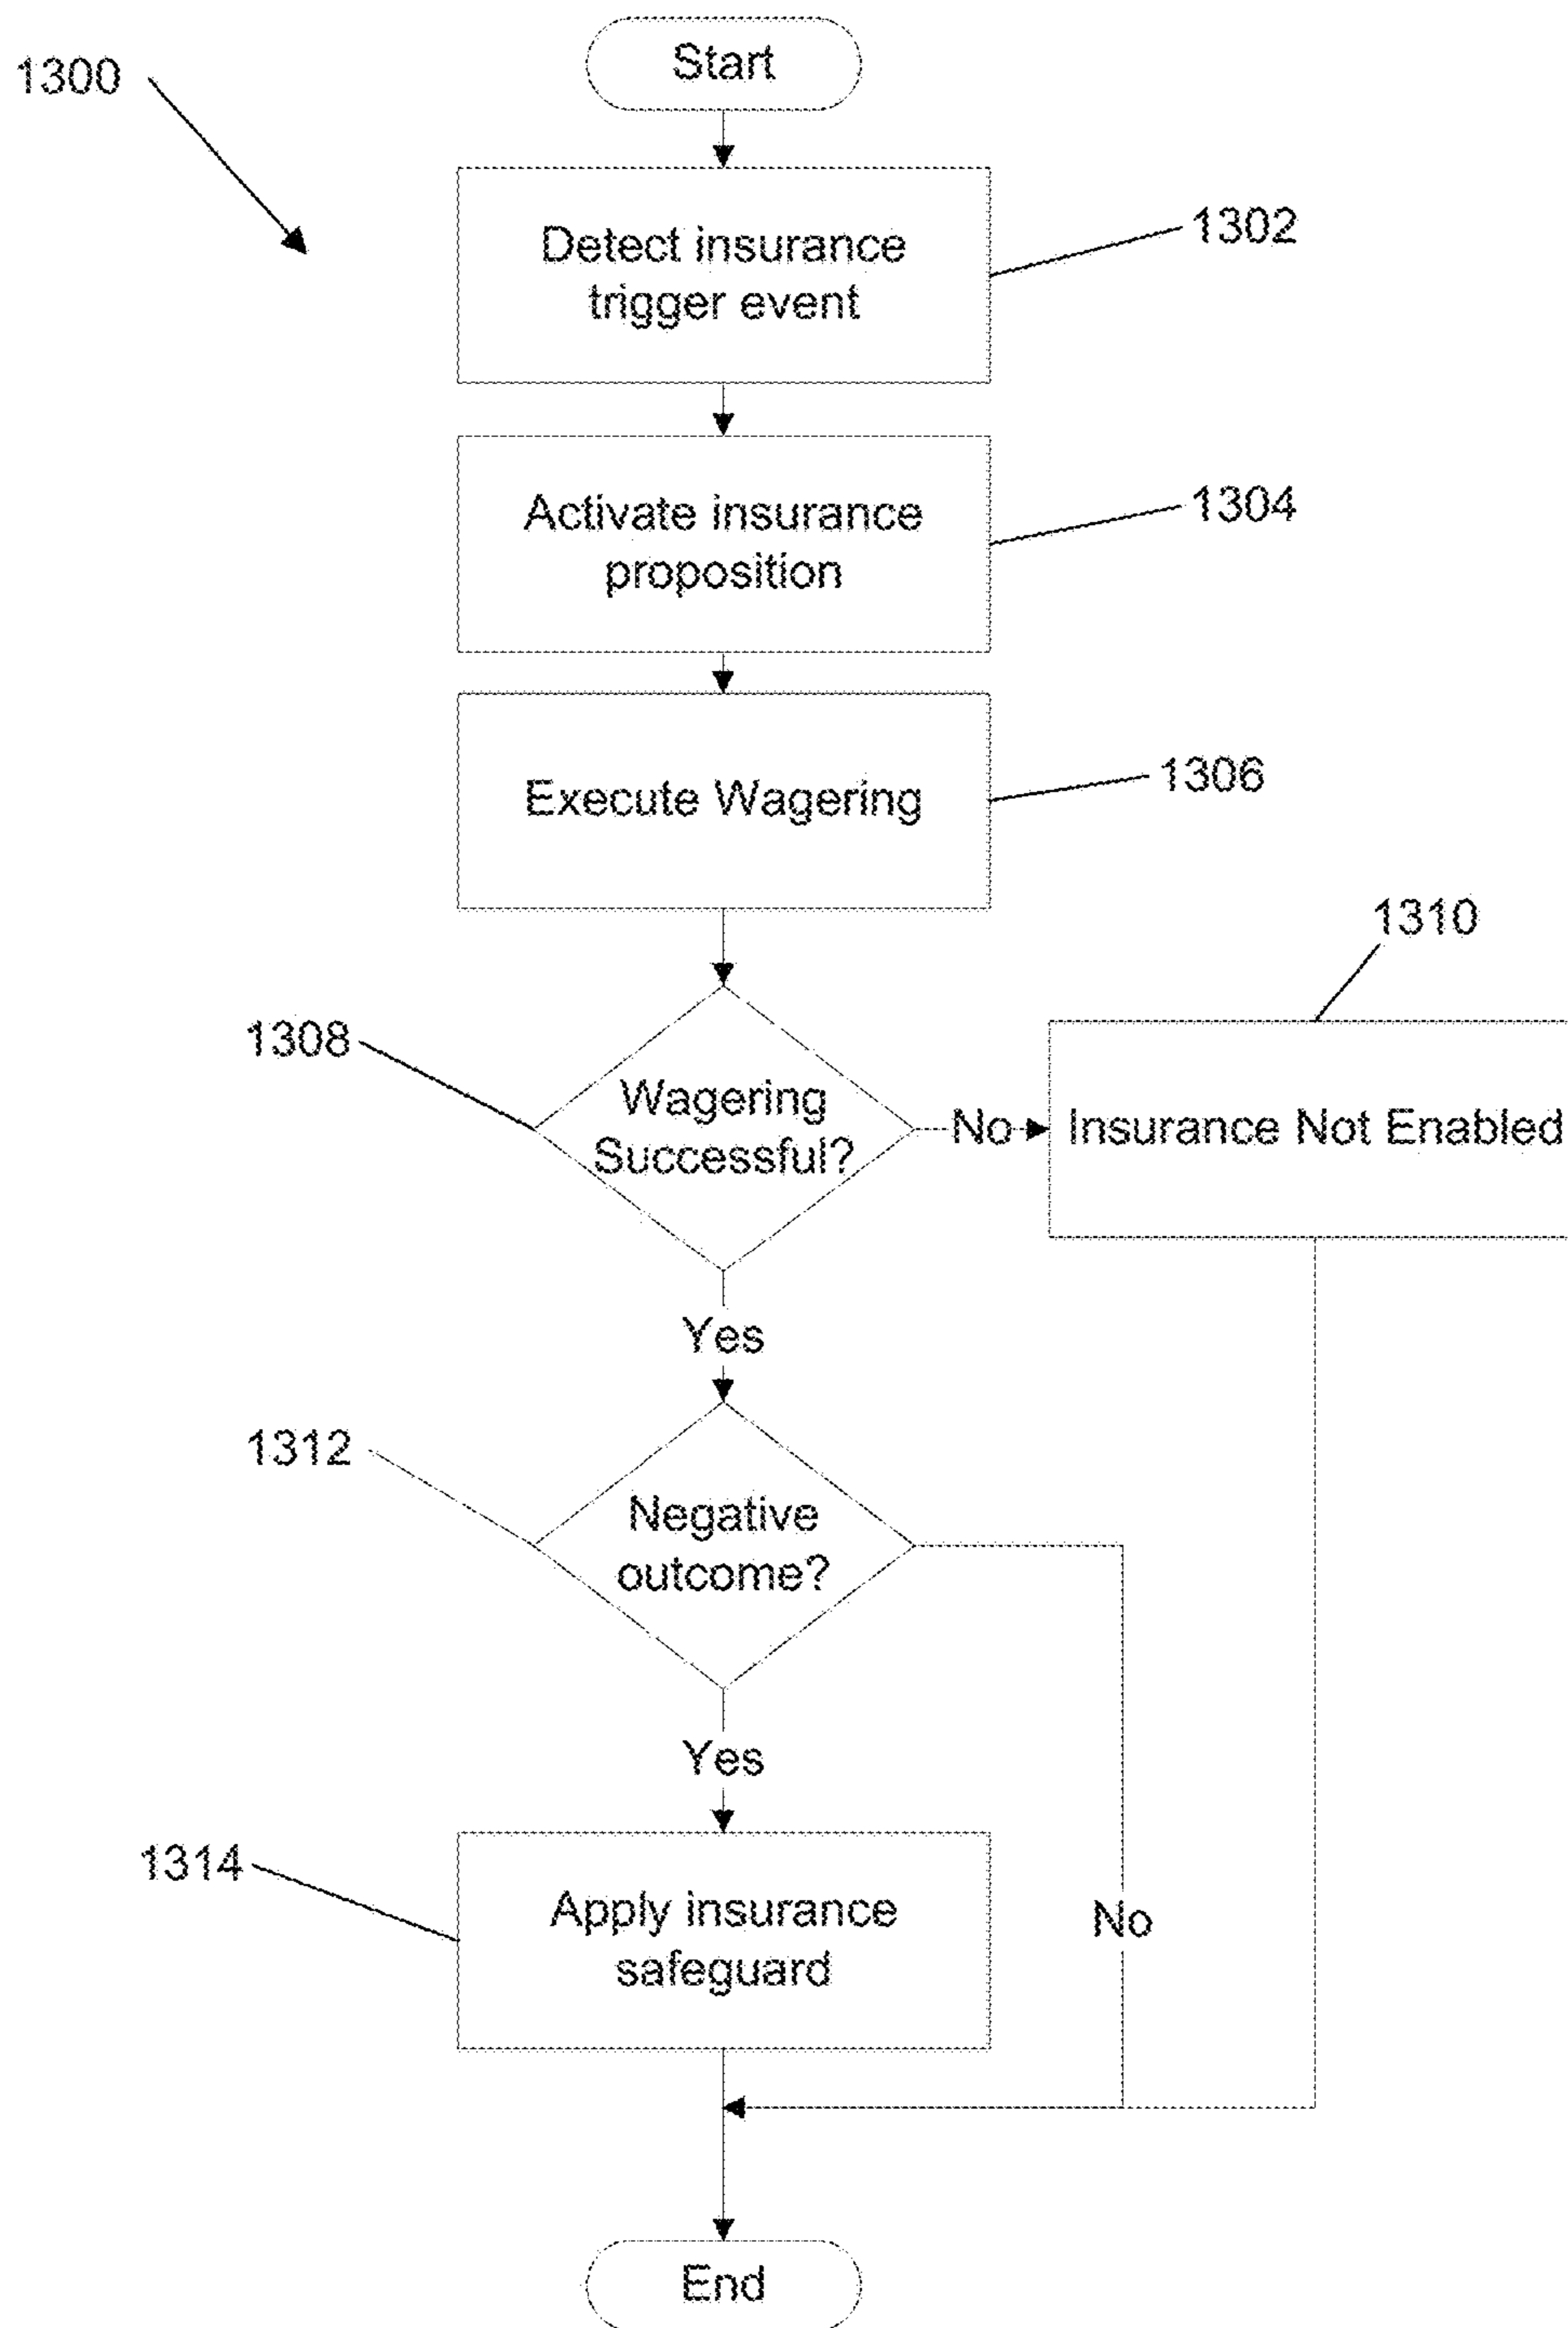 Start
1300
Detect insurance
trigger event
1302
Activate insurance
proposition
1304
Execute Wagering
1306
1310
1308
Wagering
Successful?
No
Insurance Not Enabled
Yes
1312
Negative
outcome?
Yes
1314
Apply insurance
safeguard
No
End